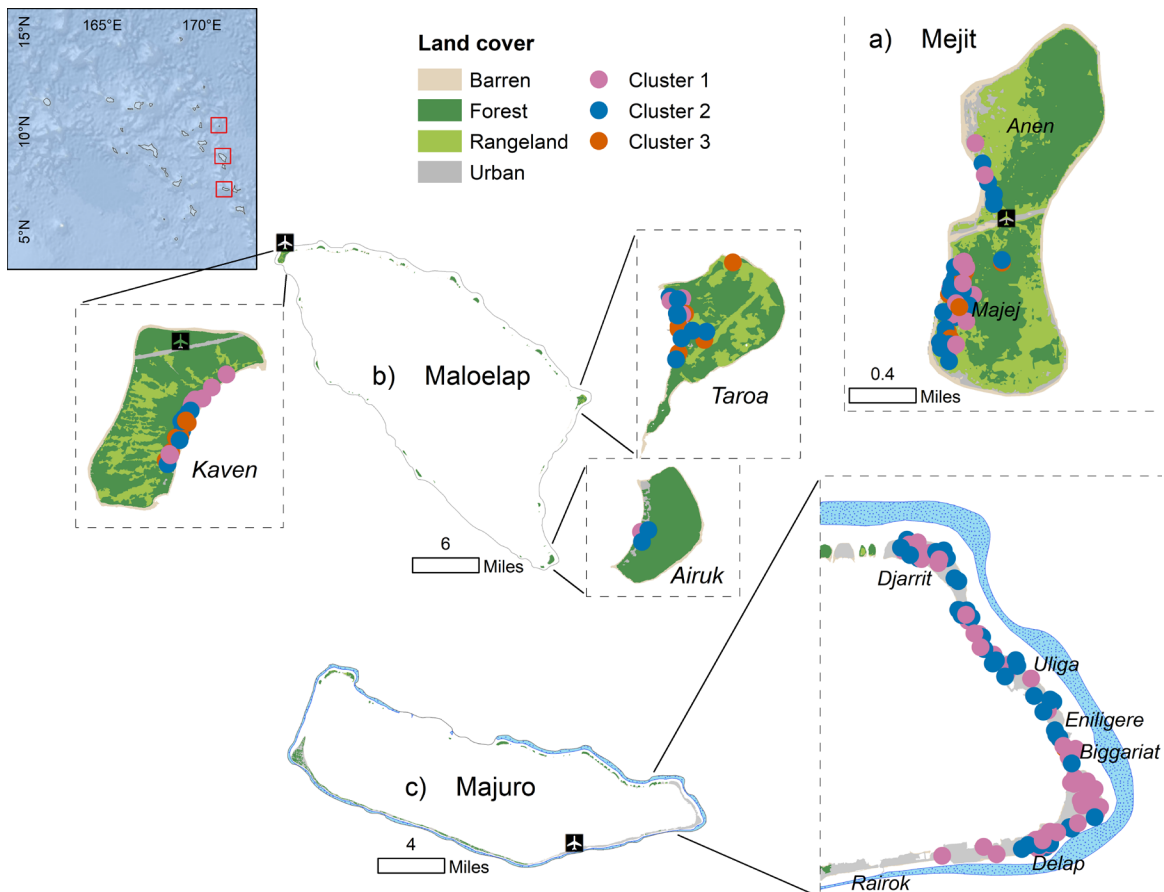 165°E
170°E
15°N
10°N
5°N
Land cover
Barren
Forest
Rangeland
Urban
Cluster 1
Cluster 2
Cluster 3
a) Mejit
Anen
Majej
0.4
Miles
b) Maloelap
Kaven
Taroa
Airuk
6
Miles
c) Majuro
4
Miles
Djarrit
Uliga
Eniligere
Biggariat
Delap
Rairok